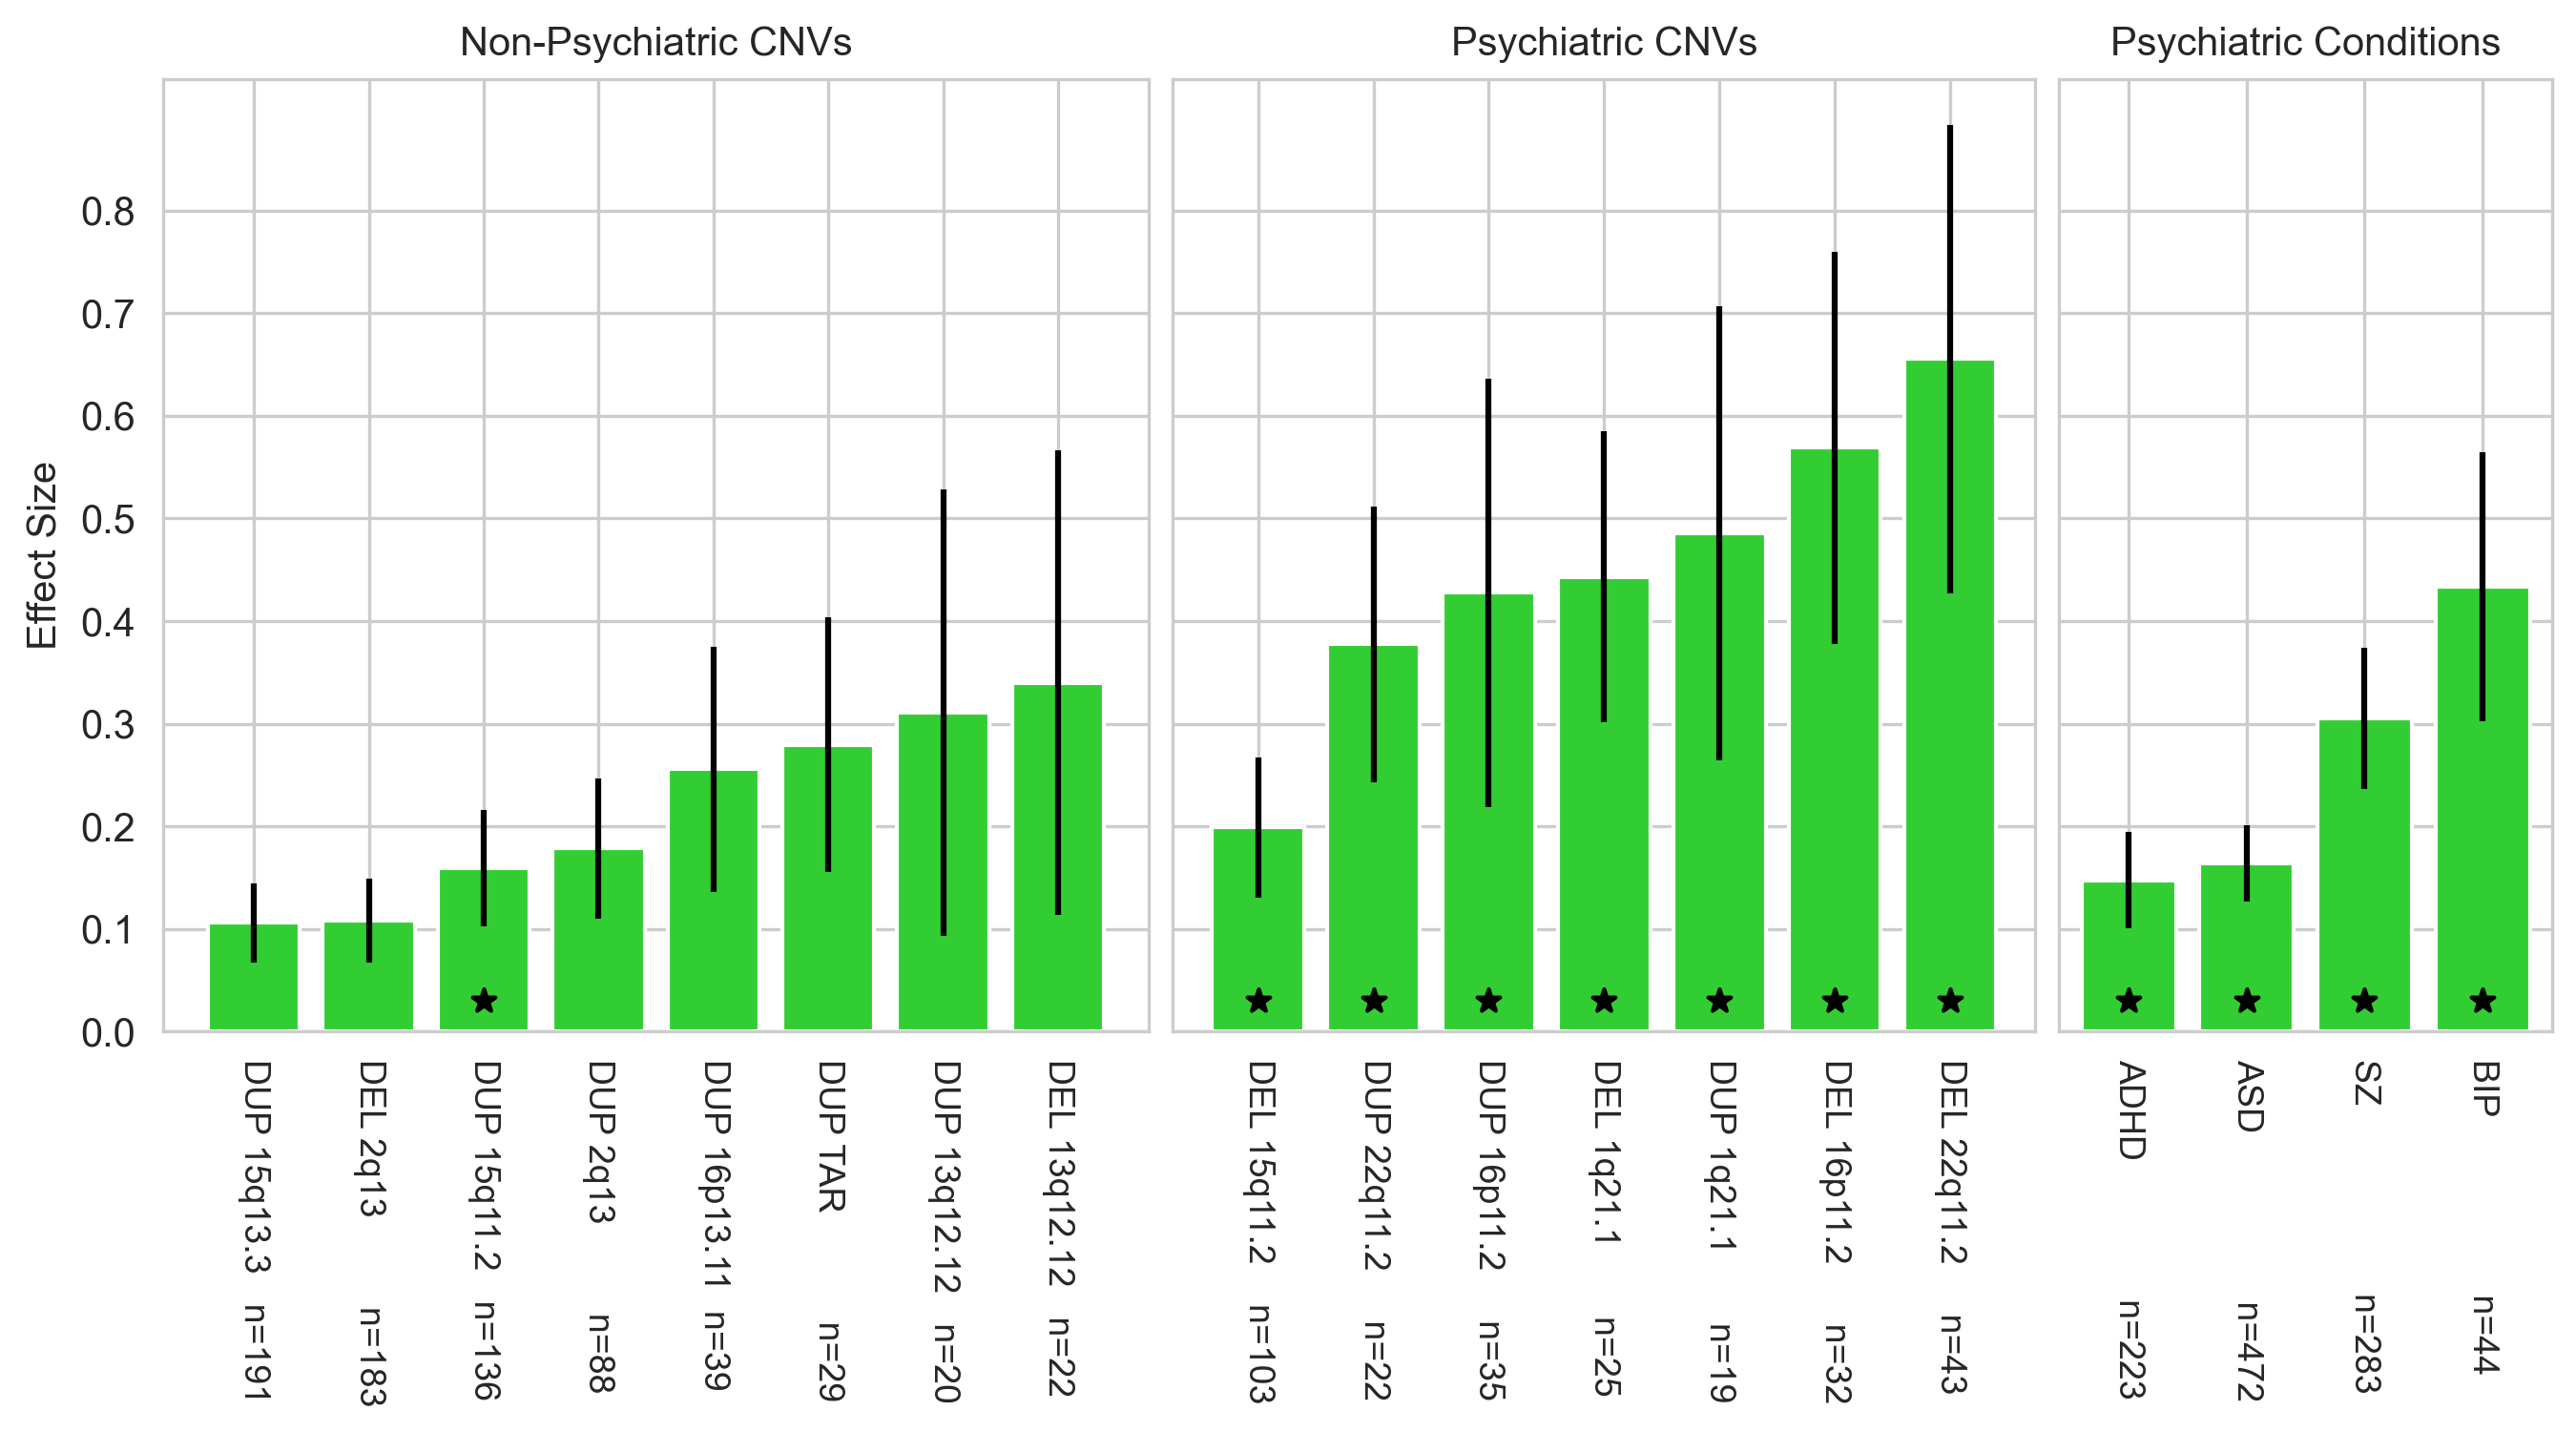 Non-Psychiatric CNVs
Psychiatric CNVs
Psychiatric Conditions
Effect Size
0.8
0.7
0.6
0.5
0.4
0.3
0.2
0.1
0.0
DUP 15q13.3 n=191
DEL 2q13 n=183
DUP 15q11.2 n=136
DUP 2q13 n=88
DUP 16p13.11 n=39
DUP TAR n=29
DUP 13q12.12 n=20
DEL 13q12.12 n=22
DEL 15q11.2 n=103
DUP 22q11.2 n=22
DUP 16p11.2 n=35
DEL 1q21.1 n=25
DUP 1q21.1 n=19
DEL 16p11.2 n=32
DEL 22q11.2 n=43
ADHD n=223
ASD n=472
SZ n=283
BIP n=44